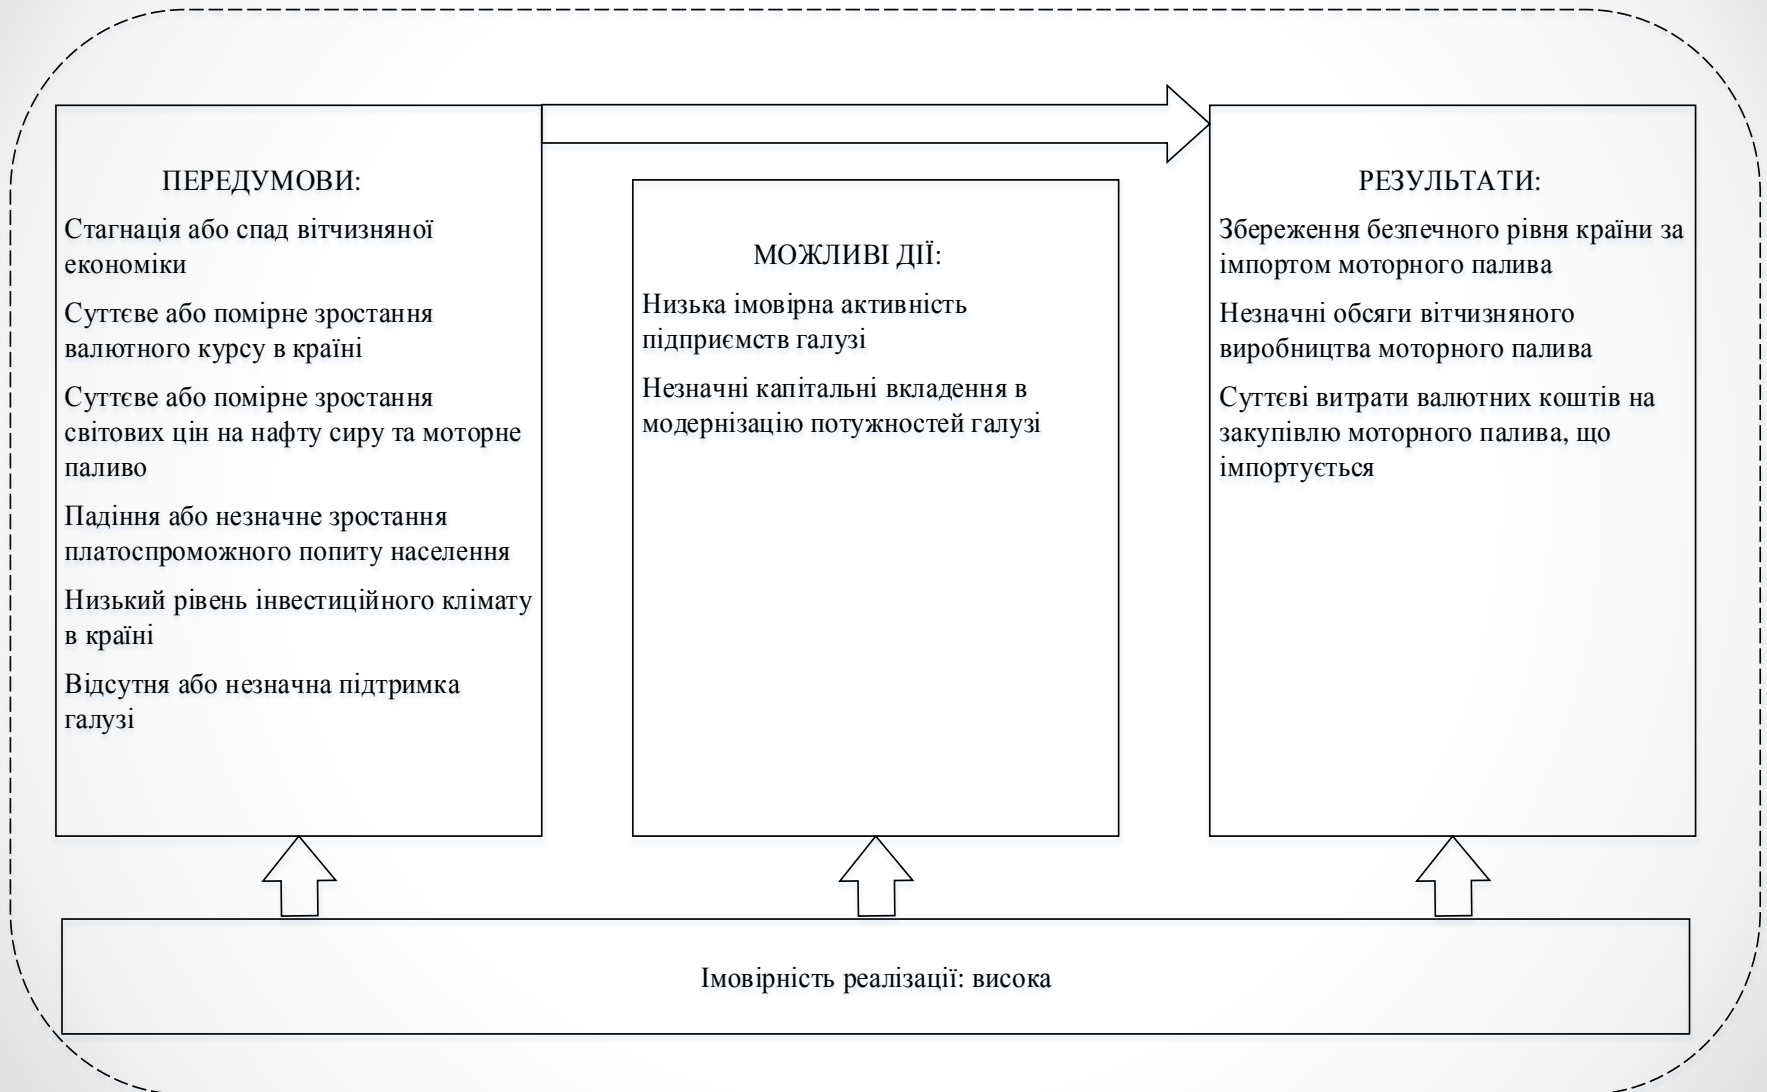 ПЕРЕДУМОВИ:
Стагнація або спад вітчизняної
економіки
Суттєве або помірне зростання
валютного курсу в країні
Суттєве або помірне зростання
світових цін на нафту сиру та моторне
паливо
Падіння або незначне зростання
платоспроможного попиту населення
Низький рівень інвестиційного клімату
в країні
Відсутня або незначна підтримка
галузі
МОЖЛИВІ ДІЇ:
Низька імовірна активність
підприємств галузі
Незначні капітальні вкладення в
модернізацію потужностей галузі
РЕЗУЛЬТАТИ:
Збереження безпечного рівня країни за
імпортом моторного палива
Незначні обсяги вітчизняного
виробництва моторного палива
Суттєві витрати валютних коштів на
закупівлю моторного палива, що
імпортується
Імовірність реалізації: висока